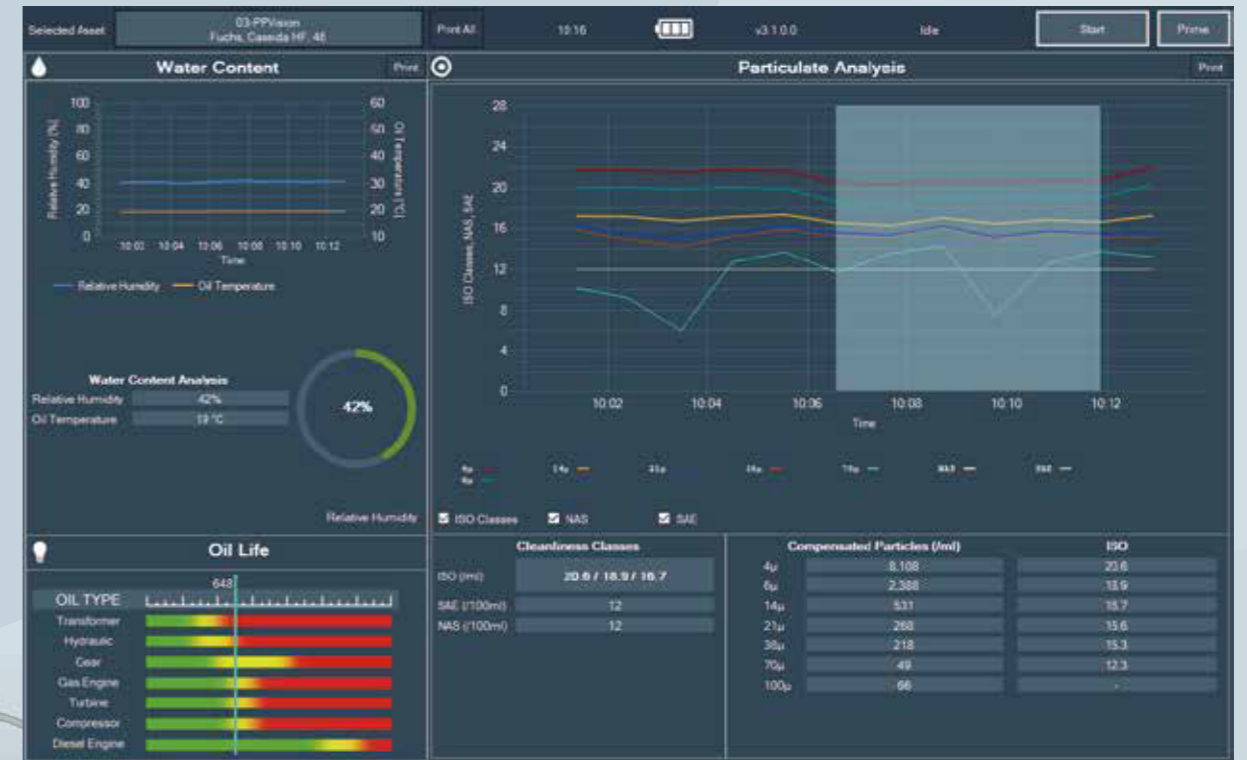 Selected Asset
03-PPVision
Fuchs, Cassida HF, 46
Print All
10:16
v3.1.0.0
Idle
Start
Prime
Water Content
Print
Particulate Analysis
Print
100
80
60
40
20
0
Relative Humidity [%]
60
50
40
30
20
10
Oil Temperature [°C]
10:02 10:04 10:06 10:08 10:10 10:12
Time
Relative Humidity
Oil Temperature
28
24
20
16
12
8
4
0
ISO Classes, NAS, SAE
10:02 10:04 10:06 10:08 10:10 10:12
Time
4µ
6µ
14µ
21µ
38µ
70µ
NAS
SAE
ISO Classes
NAS
SAE
Water Content Analysis
Relative Humidity 42%
Oil Temperature 19 °C
42%
Relative Humidity
Oil Life
648
OIL TYPE
Transformer
Hydraulic
Gear
Gas Engine
Turbine
Compressor
Diesel Engine
Cleanliness Classes
ISO (/ml) 20.6 / 18.9 / 16.7
SAE (/100ml) 12
NAS (/100ml) 12
Compensated Particles (/ml) ISO
4µ 8,108 20.6
6µ 2,388 18.9
14µ 531 16.7
21µ 268 15.6
38µ 218 15.3
70µ 49 12.3
100µ 66 -